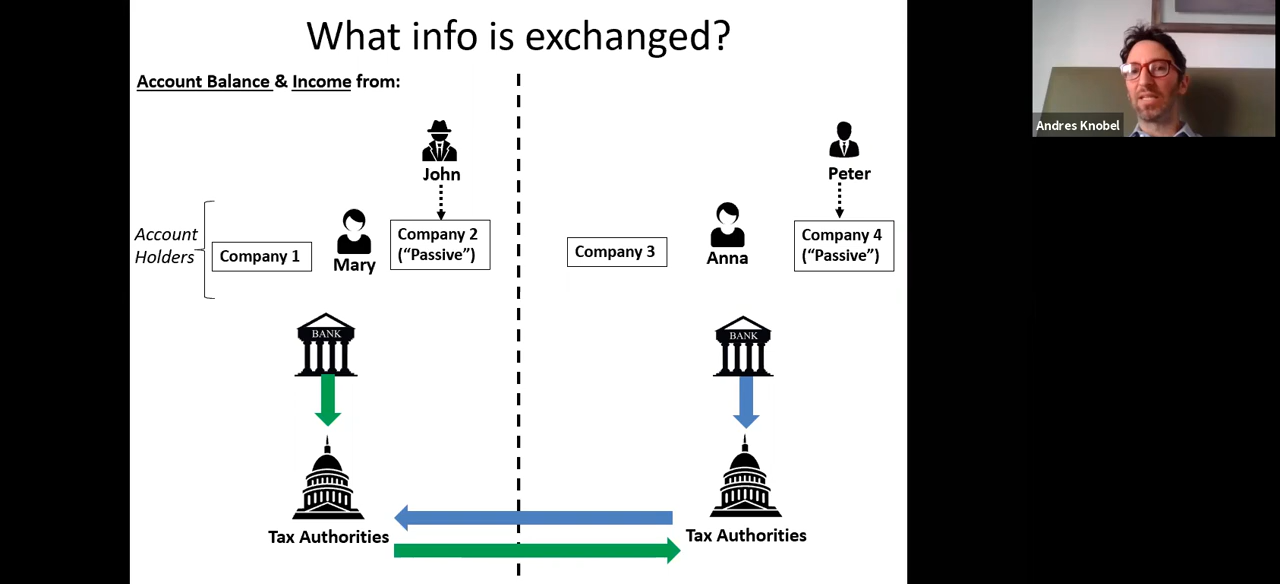 What info is exchanged?
Account Balance & Income from:
John
Peter
Account
Holders
Company 1
Mary
Company 2
(“Passive”)
Company 3
Anna
Company 4
(“Passive”)
BANK
BANK
Tax Authorities
Tax Authorities
Andres Knobel